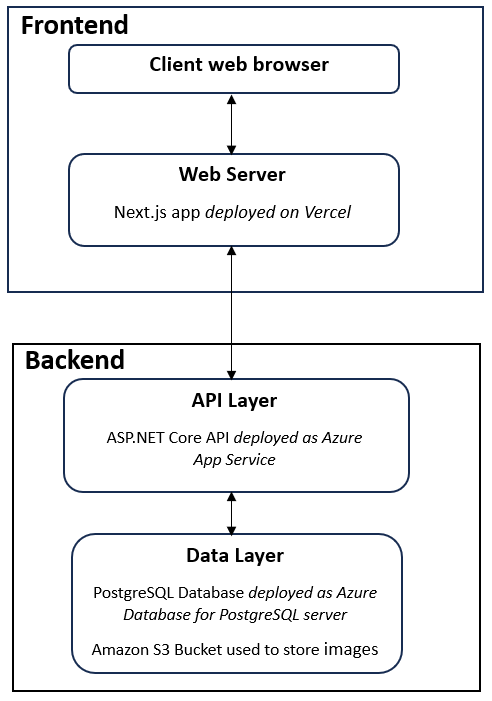 Frontend
Client web browser
Web Server
Next.js app deployed on Vercel
Backend
API Layer
ASP.NET Core API deployed as Azure
App Service
Data Layer
PostgreSQL Database deployed as Azure
Database for PostgreSQL server
Amazon S3 Bucket used to store images